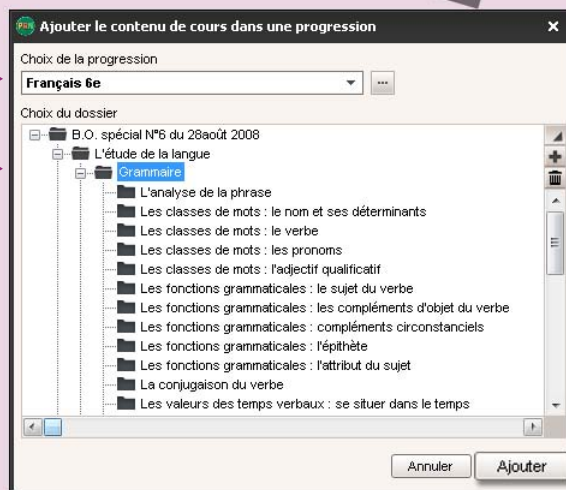 Ajouter le contenu de cours dans une progression
Choix de la progression
Français 6e
...
Choix du dossier
B.O. spécial N°6 du 28août 2008
L'étude de la langue
Grammaire
L'analyse de la phrase
Les classes de mots : le nom et ses déterminants
Les classes de mots : le verbe
Les classes de mots : les pronoms
Les classes de mots : l'adjectif qualificatif
Les fonctions grammaticales : le sujet du verbe
Les fonctions grammaticales : les compléments d'objet du verbe
Les fonctions grammaticales : compléments circonstanciels
Les fonctions grammaticales : l'épithète
Les fonctions grammaticales : l'attribut du sujet
La conjugaison du verbe
Les valeurs des temps verbaux : se situer dans le temps
Annuler Ajouter